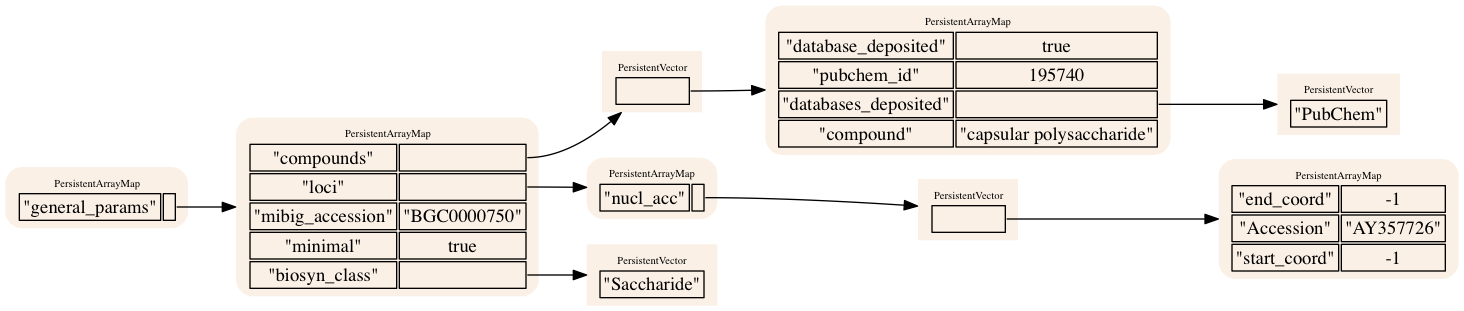 PersistentArrayMap
"general_params"
PersistentArrayMap
"compounds"
"loci"
"mibig_accession" "BGC0000750"
"minimal" true
"biosyn_class"
PersistentVector
PersistentArrayMap
"nucl_acc"
PersistentVector
"Saccharide"
PersistentArrayMap
"database_deposited" true
"pubchem_id" 195740
"databases_deposited"
"compound" "capsular polysaccharide"
PersistentVector
PersistentVector
"PubChem"
PersistentArrayMap
"end_coord" -1
"Accession" "AY357726"
"start_coord" -1